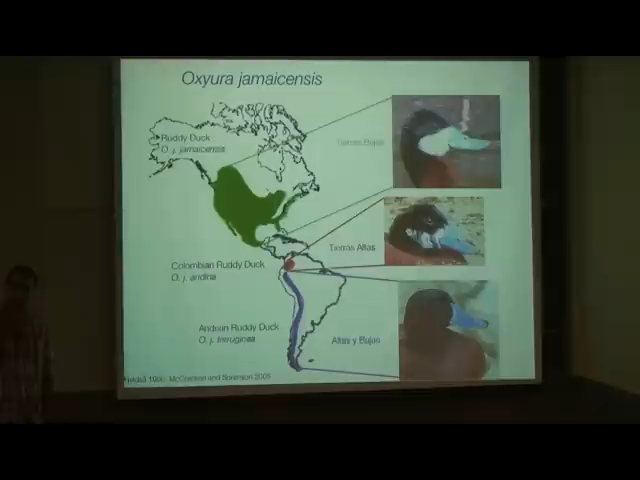 Oxyura jamaicensis
Ruddy Duck
O. j. jamaicensis
Tierras Bajas
Tierras Altas
Colombian Ruddy Duck
O. j. andina
Andean Ruddy Duck
O. j. ferruginea
Altas y Bajas
Fjeldså McCracken and Sorenson 2005